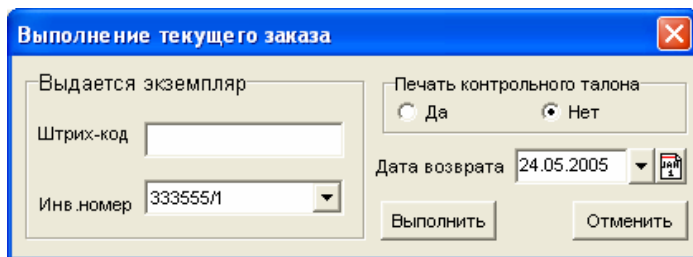 Выполнение текущего заказа
Выдается экземпляр
Штрих-код
Инв.номер 333555/1
Печать контрольного талона
Да Нет
Дата возврата 24.05.2005
Выполнить Отменить